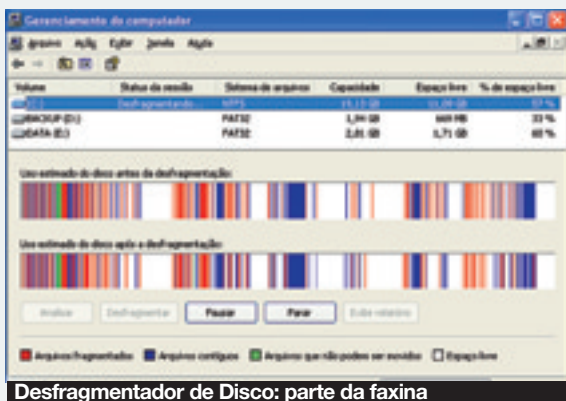 Gerenciamento do computador
Arquivo Ação Exibir Janela Ajuda
Volume Status da sessão Sistema de arquivos Capacidade Espaço livre % de espaço livre
(C:) Desfragmentando... NTFS 57 %
BACKUP (D:) FAT32 1,94 GB 669 MB 33 %
DATA (E:) FAT32 2,81 GB 1,71 GB 60 %
Uso estimado do disco antes da desfragmentação:
Uso estimado do disco após a desfragmentação:
Analisar Desfragmentar Pausar Parar Exibir relatório
Arquivos fragmentados Arquivos contíguos Arquivos que não podem ser movidos Espaço livre
Desfragmentador de Disco: parte da faxina